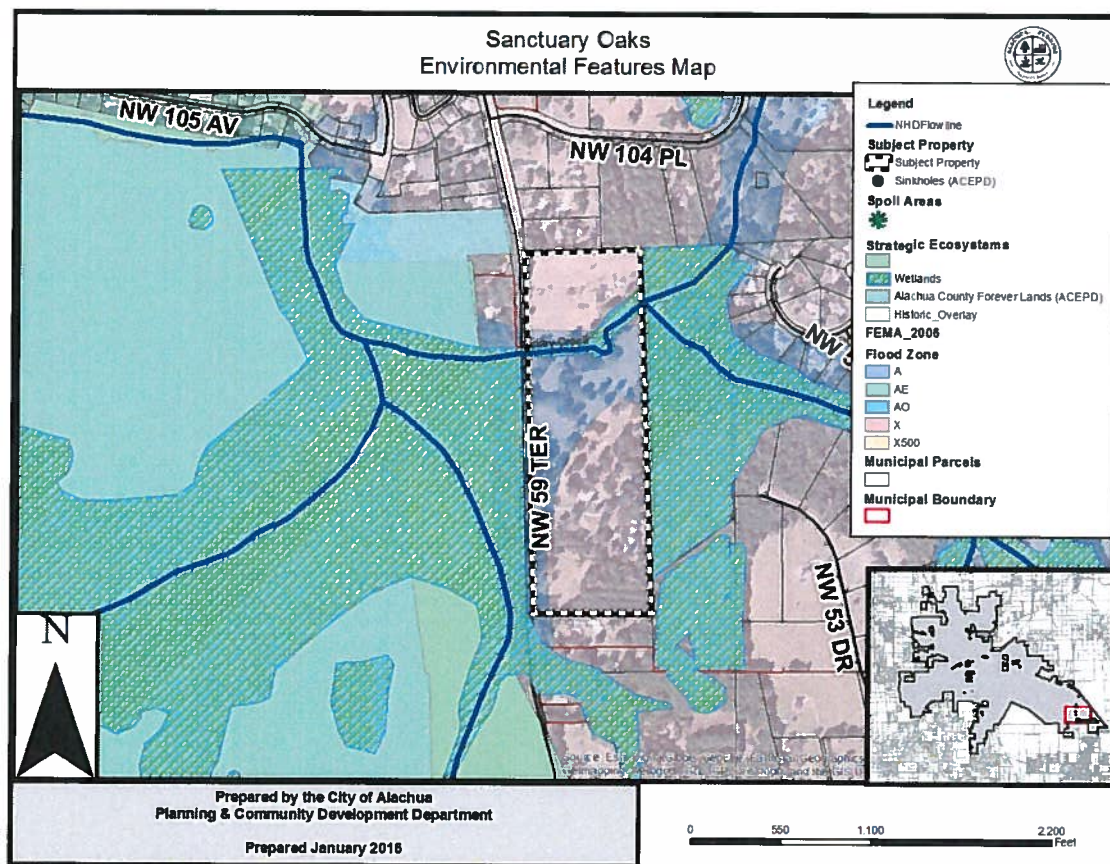 Sanctuary Oaks
Environmental Features Map
NW 105 AV
NW 104 PL
NW 59 TER
NW 53 DR
NW 5
N
Legend
NHDFlowline
Subject Property
Subject Property
Sinkholes (ACEPD)
Spoil Areas
Strategic Ecosystems
Wetlands
Alachua County Forever Lands (ACEPD)
Historic_Overlay
FEMA_2006
Flood Zone
A
AE
AO
X
X500
Municipal Parcels
Municipal Boundary
Prepared by the City of Alachua
Planning & Community Development Department
Prepared January 2016
0 550 1,100 2,200
Feet